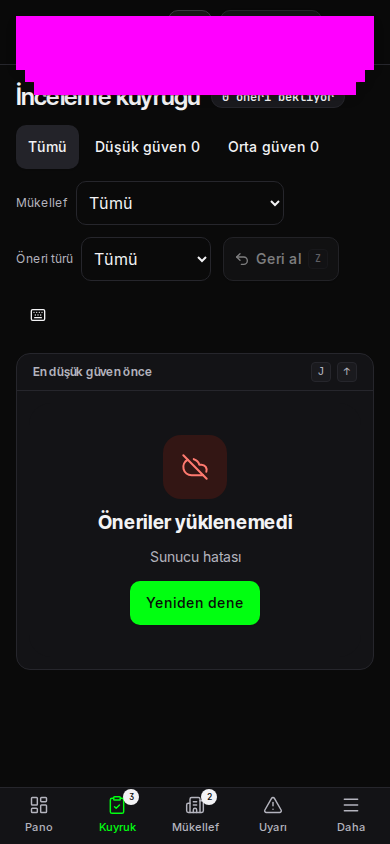 İnceleme kuyruğu 0 öneri bekliyor
Tümü Düşük güven 0 Orta güven 0
Mükellef Tümü
Öneri türü Tümü Geri al Z
En düşük güven önce J ↑
Öneriler yüklenemedi
Sunucu hatası
Yeniden dene
3 2
Pano Kuyruk Mükellef Uyarı Daha